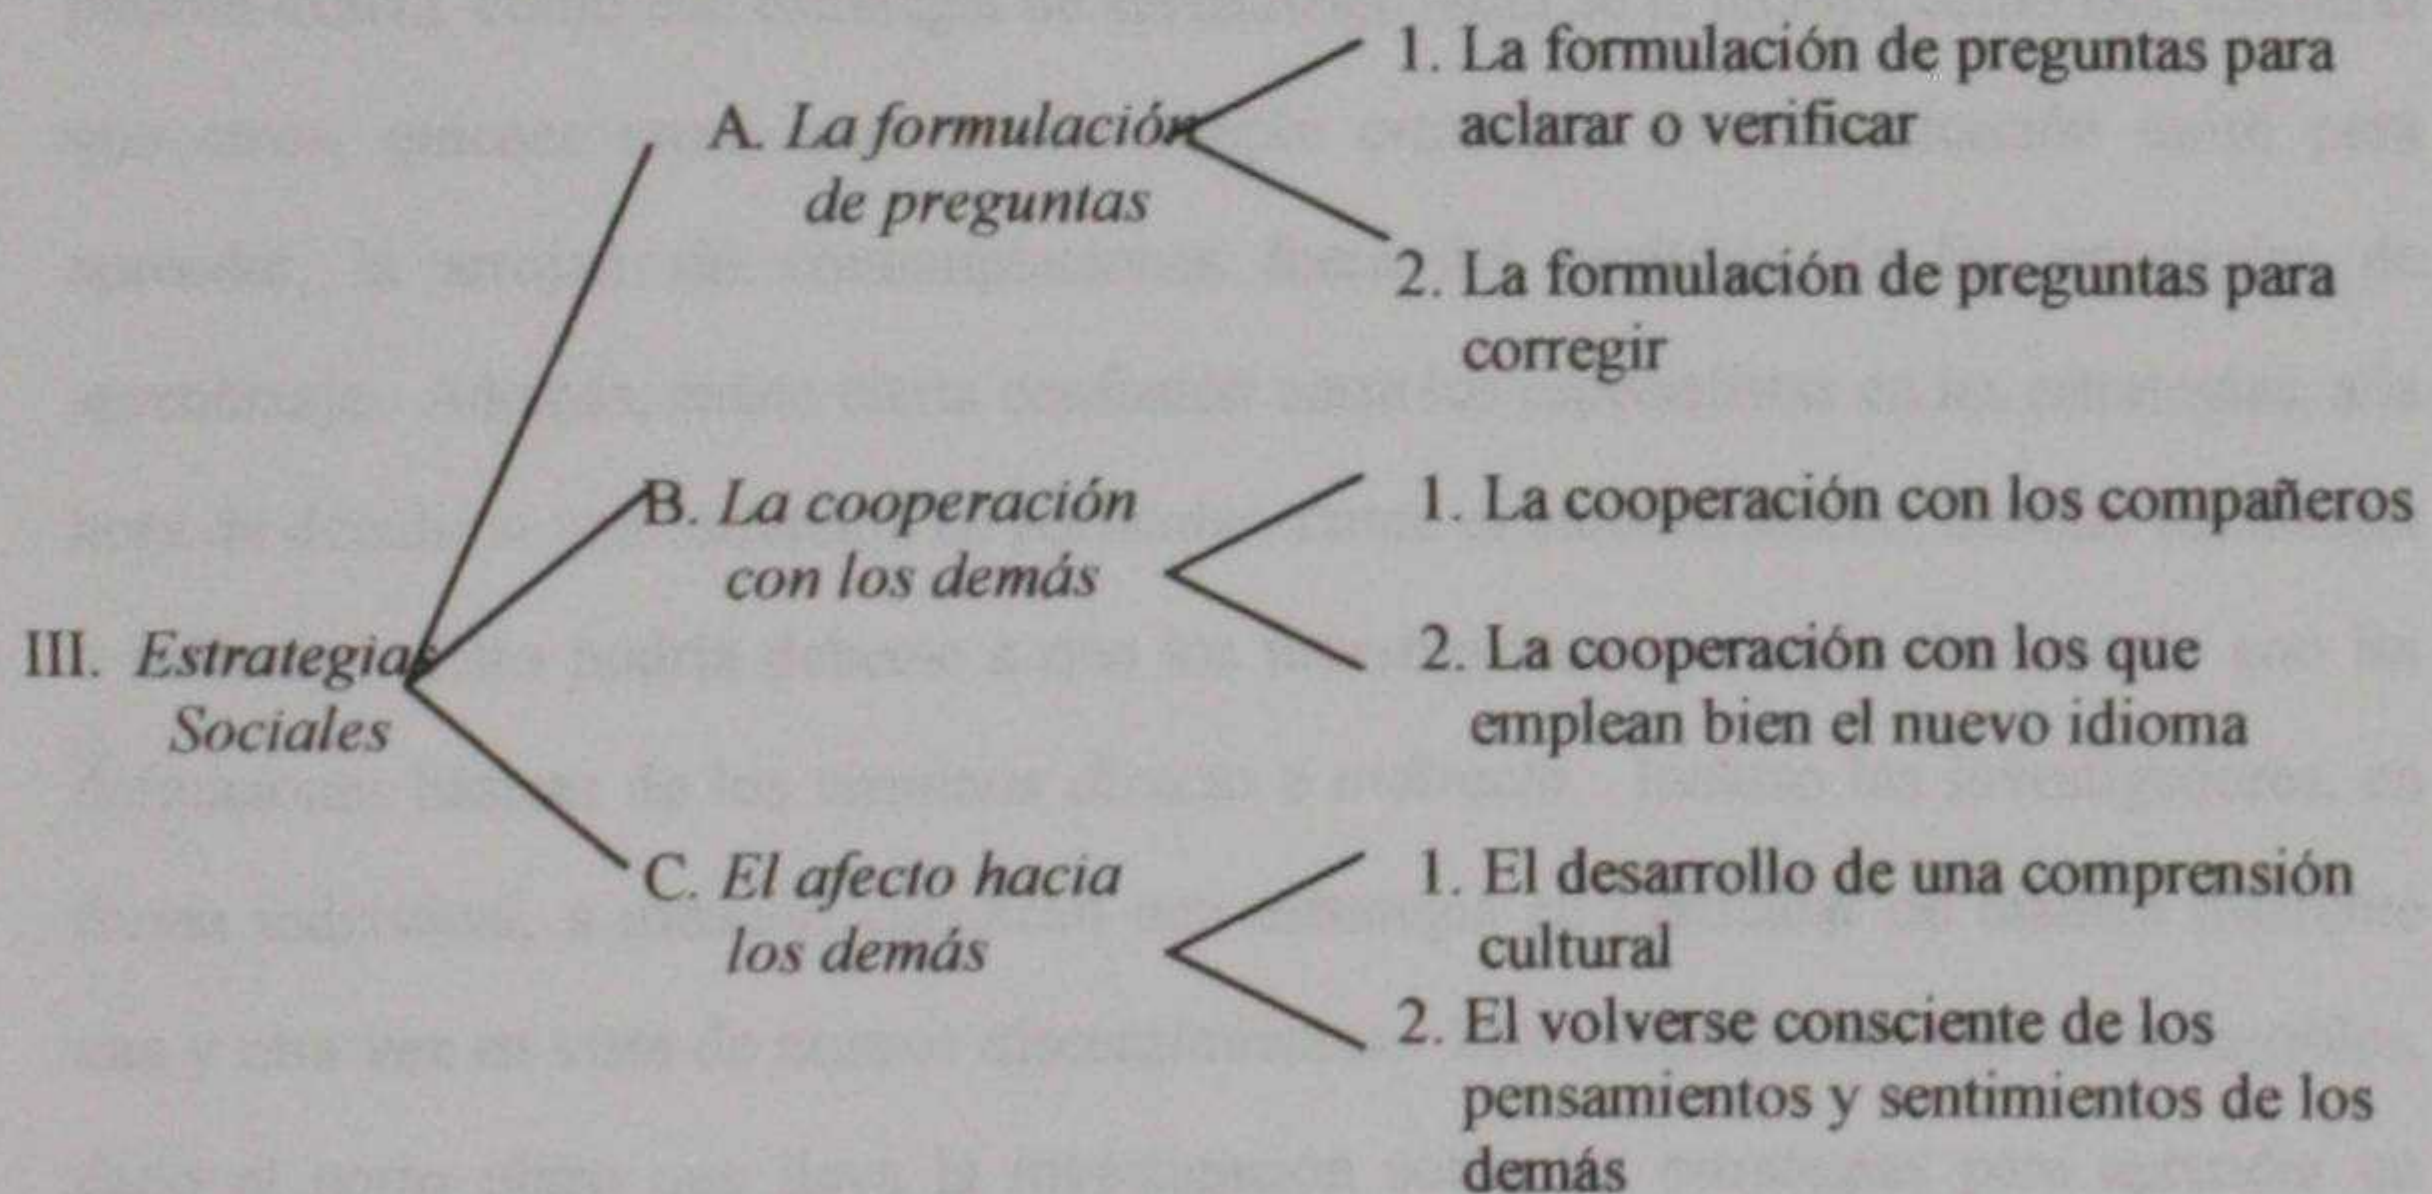 III. Estrategias
Sociales
A. La formulación
de preguntas
1. La formulación de preguntas para
aclarar o verificar
2. La formulación de preguntas para
corregir
B. La cooperación
con los demás
1. La cooperación con los compañeros
2. La cooperación con los que
emplean bien el nuevo idioma
C. El afecto hacia
los demás
1. El desarrollo de una comprensión
cultural
2. El volverse consciente de los
pensamientos y sentimientos de los
demás